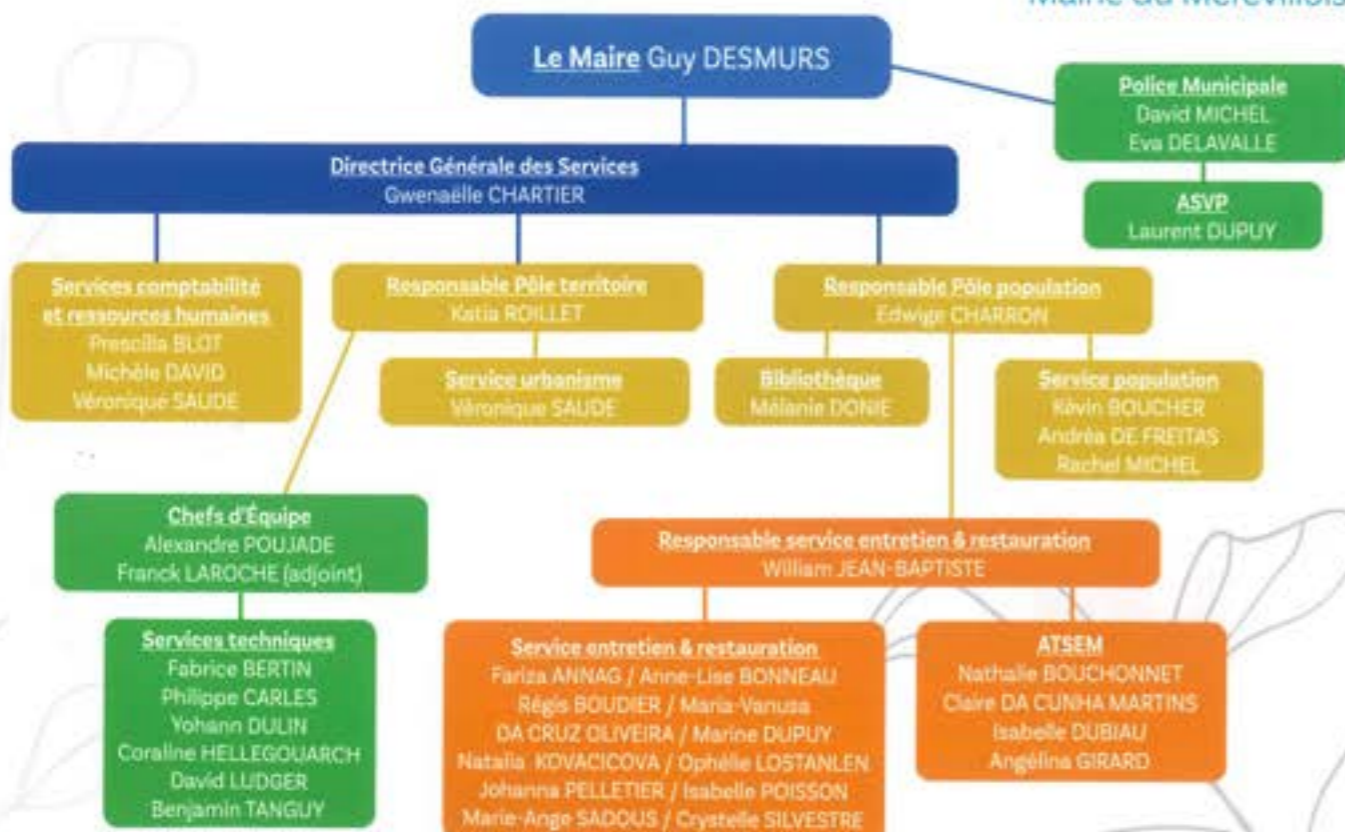 Mairie du Mérévillois
Le Maire Guy DESMURS
Police Municipale
David MICHEL
Eva DELAVALLE
ASVP
Laurent DUPUY
Directrice Générale des Services
Gwenaëlle CHARTIER
Services comptabilité
et ressources humaines
Prescilla BLOT
Michèle DAVID
Véronique SAUDE
Responsable Pôle territoire
Katia ROILLET
Service urbanisme
Véronique SAUDE
Responsable Pôle population
Edwige CHARRON
Bibliothèque
Mélanie DONIE
Service population
Kévin BOUCHER
Andréa DE FREITAS
Rachel MICHEL
Chefs d'Équipe
Alexandre POUJADE
Franck LAROCHE (adjoint)
Services techniques
Fabrice BERTIN
Philippe CARLES
Yohann DULIN
Coraline HELLEGOUARCH
David LUDGER
Benjamin TANGUY
Responsable service entretien & restauration
William JEAN-BAPTISTE
Service entretien & restauration
Fariza ANNAG / Anne-Lise BONNEAU
Régis BOUDIER / Maria-Vanusa
DA CRUZ OLIVEIRA / Marine DUPUY
Natalia KOVACICOVA / Ophélie LOSTANLEN
Johanna PELLETIER / Isabelle POISSON
Marie-Ange SADOUS / Crystelle SILVESTRE
ATSEM
Nathalie BOUCHONNET
Claire DA CUNHA MARTINS
Isabelle DUBIAU
Angélina GIRARD